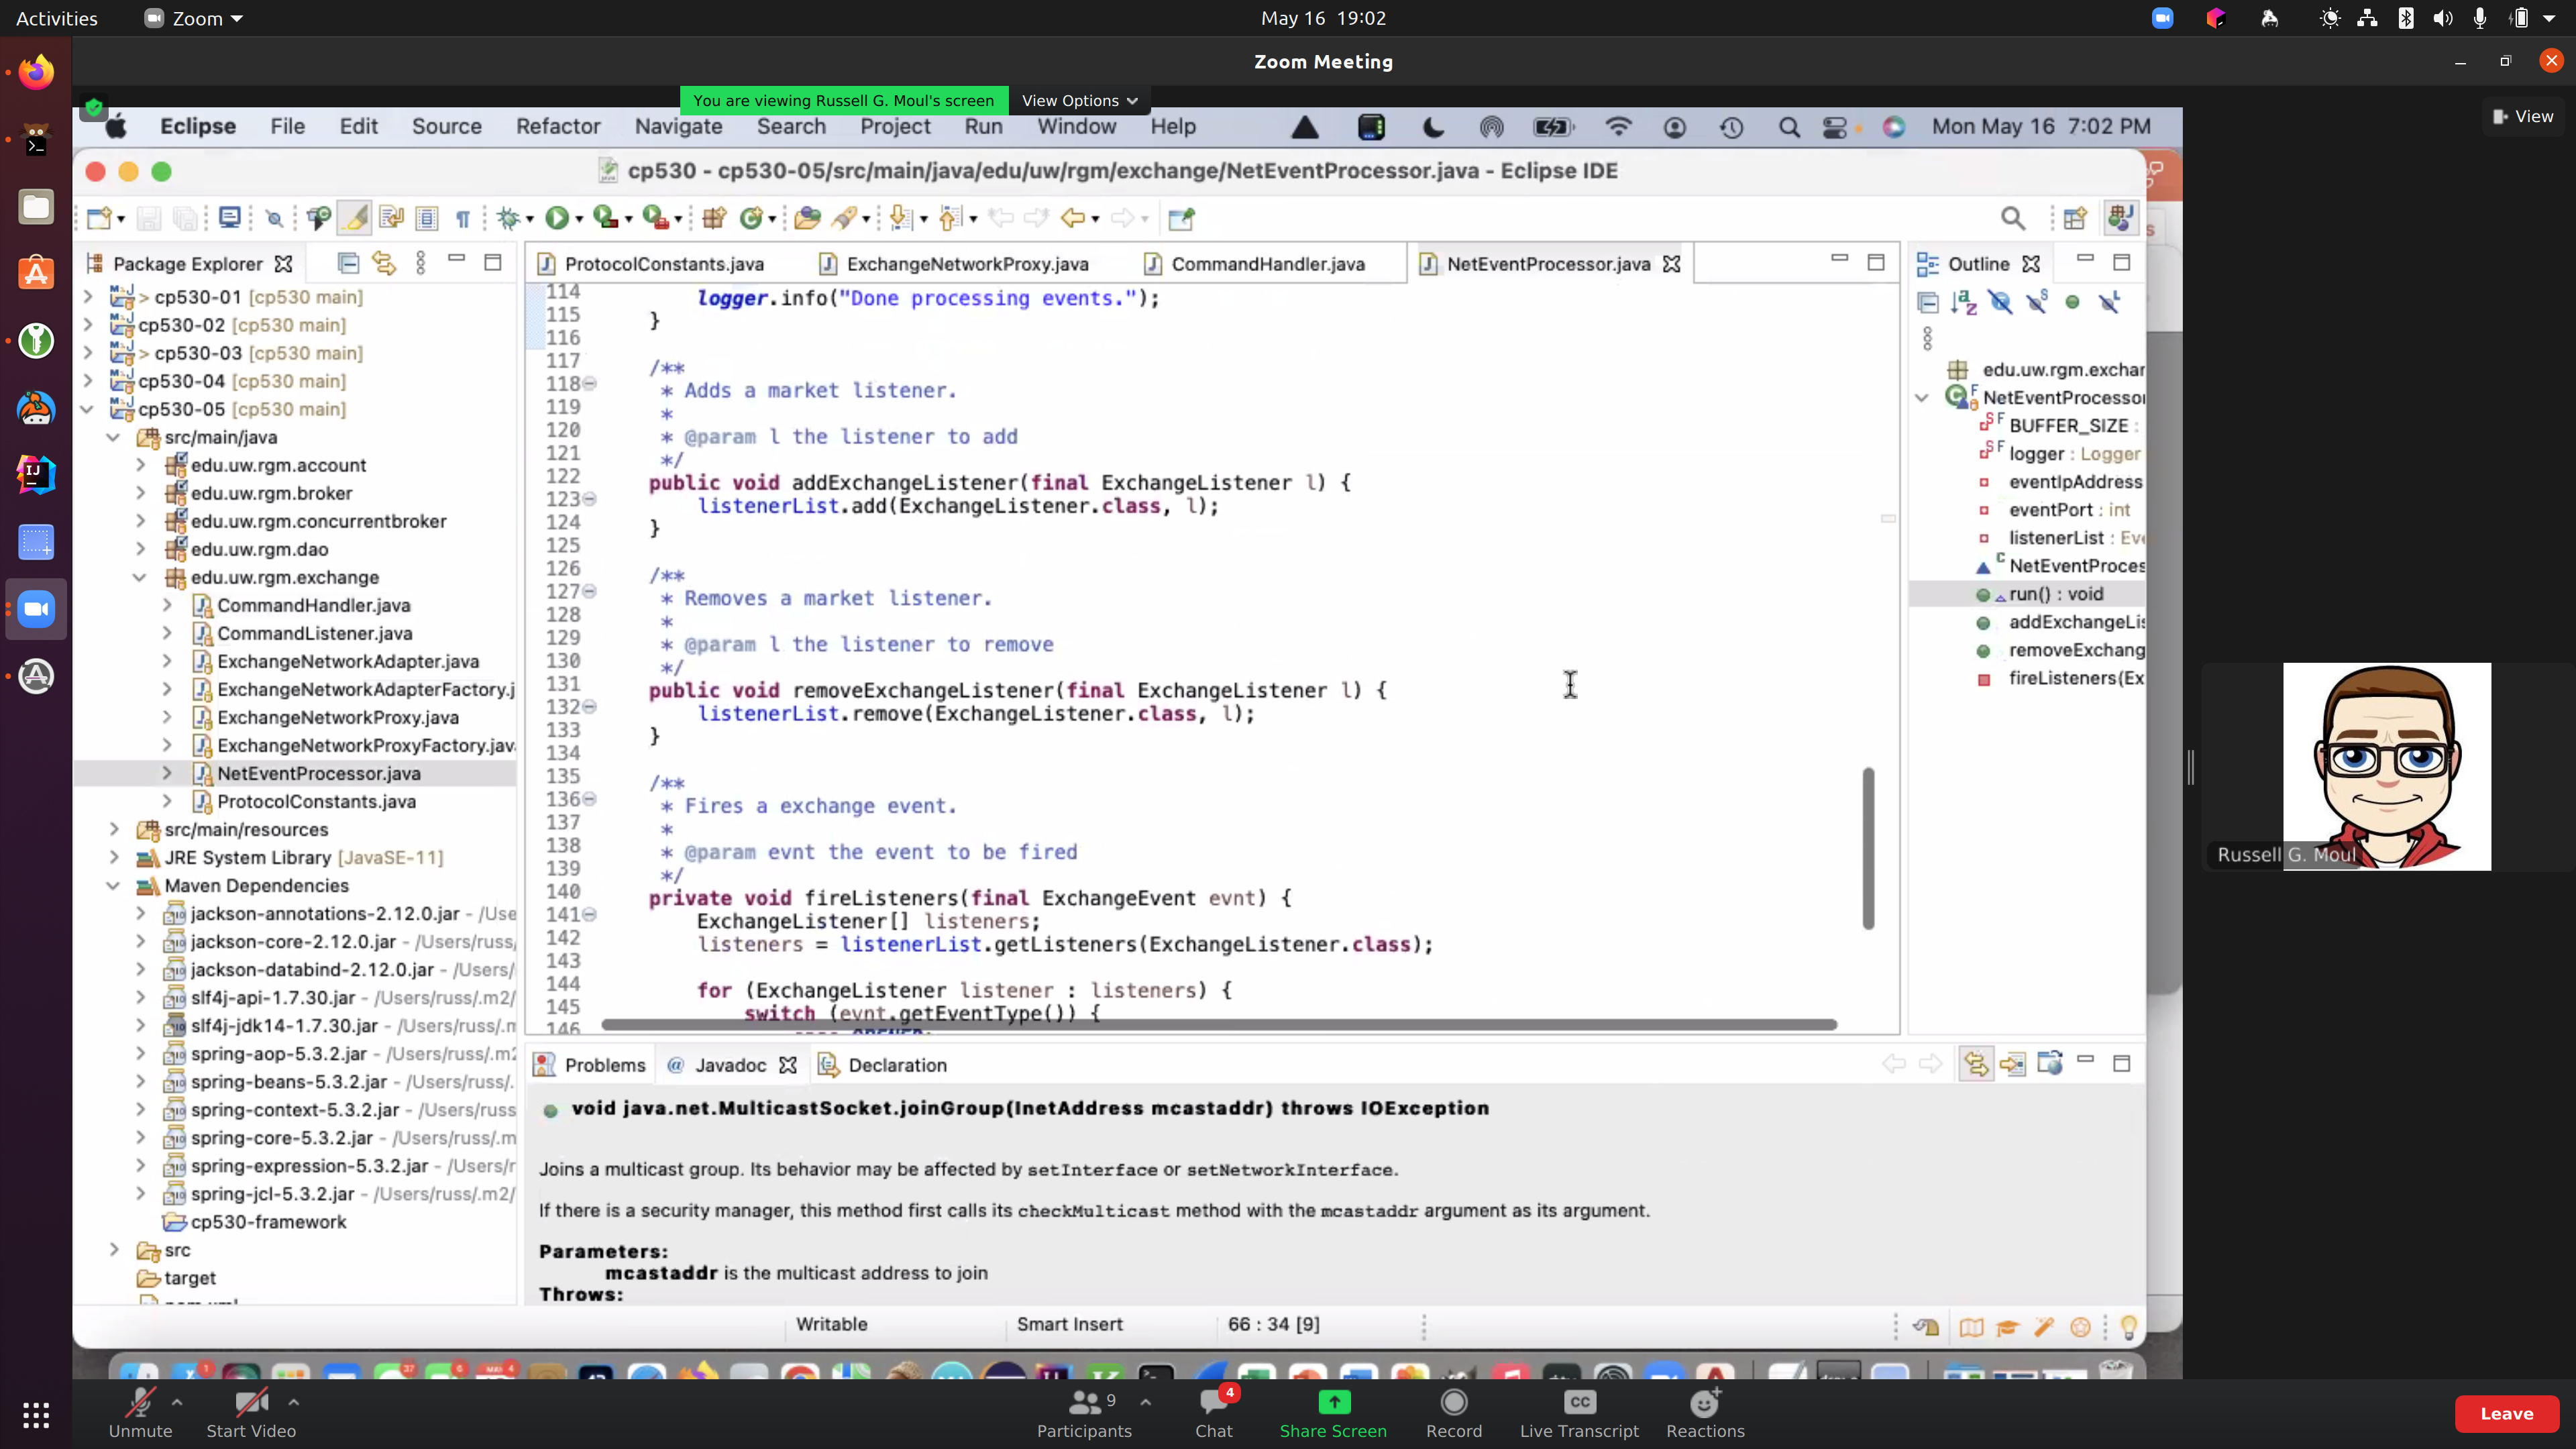 Activities
Zoom
May 16 19:02
Zoom Meeting
You are viewing Russell G. Moul's screen
View Options
View
Eclipse File Edit Source Refactor Navigate Search Project Run Window Help
Mon May 16 7:02 PM
cp530 - cp530-05/src/main/java/edu/uw/rgm/exchange/NetEventProcessor.java - Eclipse IDE
Package Explorer
> cp530-01 [cp530 main]
cp530-02 [cp530 main]
> cp530-03 [cp530 main]
cp530-04 [cp530 main]
cp530-05 [cp530 main]
src/main/java
edu.uw.rgm.account
edu.uw.rgm.broker
edu.uw.rgm.concurrentbroker
edu.uw.rgm.dao
edu.uw.rgm.exchange
CommandHandler.java
CommandListener.java
ExchangeNetworkAdapter.java
ExchangeNetworkAdapterFactory.j
ExchangeNetworkProxy.java
ExchangeNetworkProxyFactory.jav
NetEventProcessor.java
ProtocolConstants.java
src/main/resources
JRE System Library [JavaSE-11]
Maven Dependencies
jackson-annotations-2.12.0.jar - /Use
jackson-core-2.12.0.jar - /Users/russ/
jackson-databind-2.12.0.jar - /Users/
slf4j-api-1.7.30.jar - /Users/russ/.m2/
slf4j-jdk14-1.7.30.jar - /Users/russ/.m
spring-aop-5.3.2.jar - /Users/russ/.m2
spring-beans-5.3.2.jar - /Users/russ/.
spring-context-5.3.2.jar - /Users/russ
spring-core-5.3.2.jar - /Users/russ/.m
spring-expression-5.3.2.jar - /Users/r
spring-jcl-5.3.2.jar - /Users/russ/.m2/
cp530-framework
src
target
ProtocolConstants.java
ExchangeNetworkProxy.java
CommandHandler.java
NetEventProcessor.java
114 logger.info("Done processing events.");
115 }
116
117 /**
118 * Adds a market listener.
119 *
120 * @param l the listener to add
121 */
122 public void addExchangeListener(final ExchangeListener l) {
123 listenerList.add(ExchangeListener.class, l);
124 }
125
126 /**
127 * Removes a market listener.
128 *
129 * @param l the listener to remove
130 */
131 public void removeExchangeListener(final ExchangeListener l) {
132 listenerList.remove(ExchangeListener.class, l);
133 }
134
135 /**
136 * Fires a exchange event.
137 *
138 * @param evnt the event to be fired
139 */
140 private void fireListeners(final ExchangeEvent evnt) {
141 ExchangeListener[] listeners;
142 listeners = listenerList.getListeners(ExchangeListener.class);
143
144 for (ExchangeListener listener : listeners) {
145 switch (evnt.getEventType()) {
146
Outline
edu.uw.rgm.exchar
NetEventProcessor
BUFFER_SIZE :
logger : Logger
eventIpAddress
eventPort : int
listenerList : Eve
NetEventProces
run() : void
addExchangeLis
removeExchang
fireListeners(Ex
Problems
@ Javadoc
Declaration
void java.net.MulticastSocket.joinGroup(InetAddress mcastaddr) throws IOException
Joins a multicast group. Its behavior may be affected by setInterface or setNetworkInterface.
If there is a security manager, this method first calls its checkMulticast method with the mcastaddr argument as its argument.
Parameters:
mcastaddr is the multicast address to join
Throws:
Writable
Smart Insert
66 : 34 [9]
Russell G. Moul
Unmute
Start Video
9
Participants
4
Chat
Share Screen
Record
CC
Live Transcript
Reactions
Leave